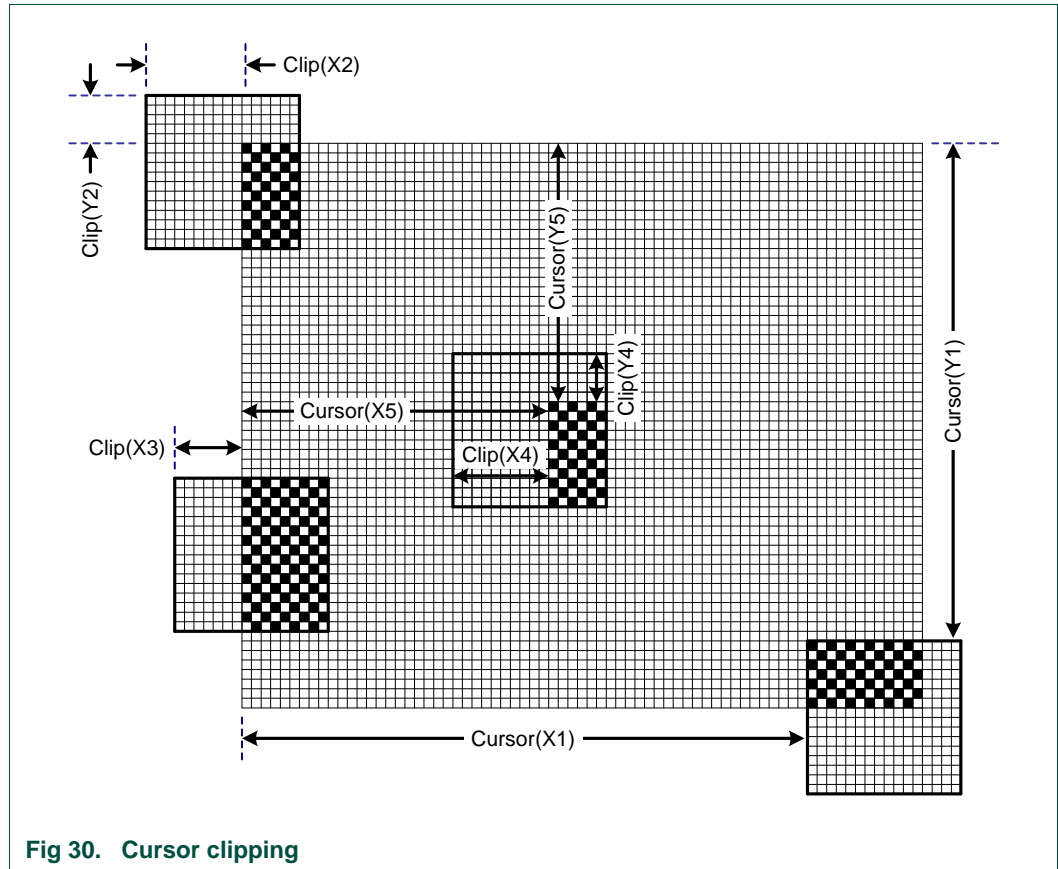 Clip(X2)
Clip(Y2)
Cursor(Y5)
Clip(Y4)
Cursor(Y1)
Cursor(X5)
Clip(X3)
Clip(X4)
Cursor(X1)
Fig 30. Cursor clipping